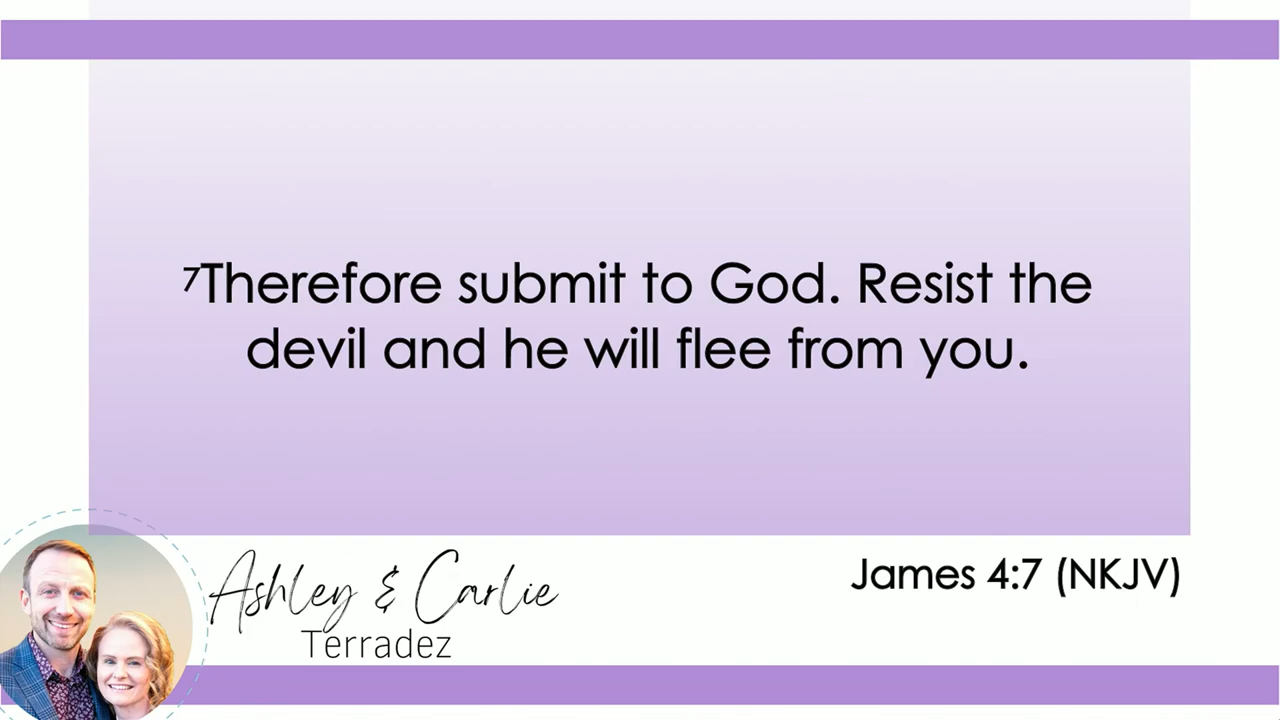 ⁷Therefore submit to God. Resist the
devil and he will flee from you.
James 4:7 (NKJV)
Ashley & Carlie
Terradez